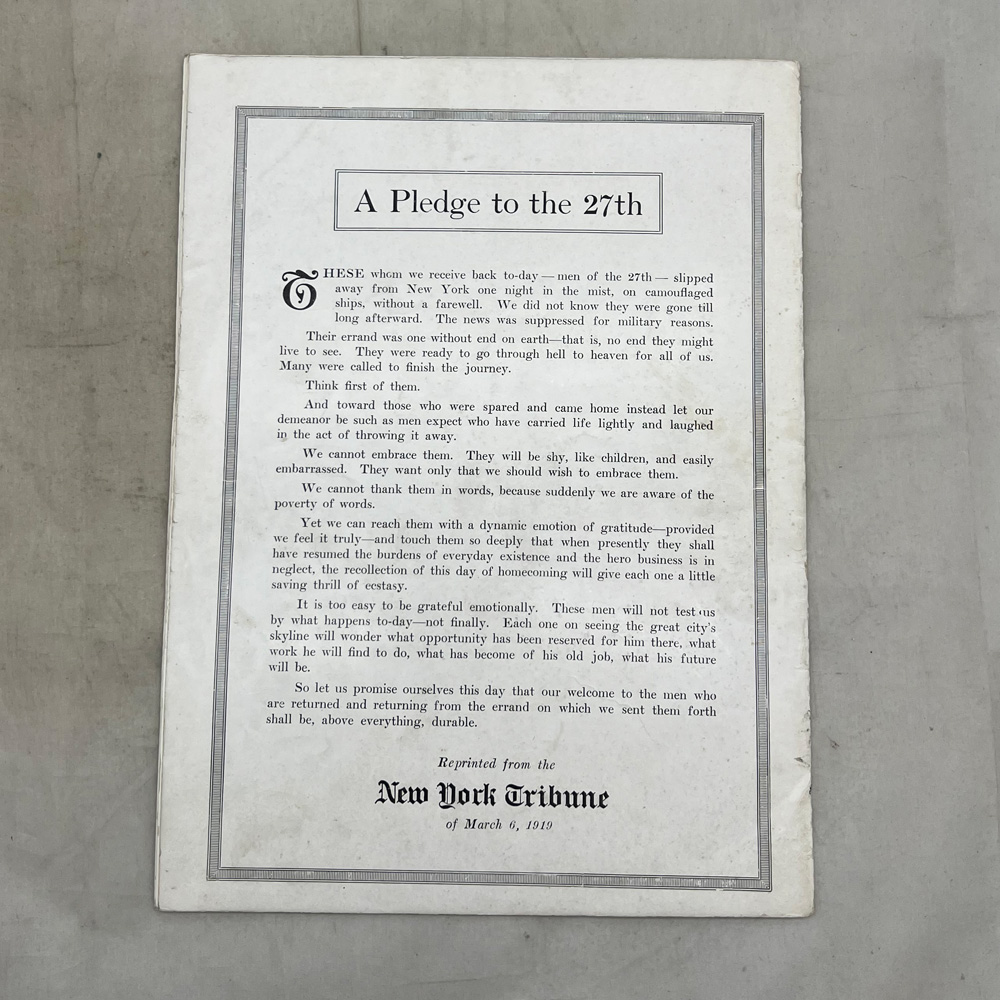 A Pledge to the 27th
THESE whom we receive back to-day — men of the 27th — slipped
away from New York one night in the mist, on camouflaged
ships, without a farewell. We did not know they were gone till
long afterward. The news was suppressed for military reasons.
Their errand was one without end on earth—that is, no end they might
live to see. They were ready to go through hell to heaven for all of us.
Many were called to finish the journey.
Think first of them.
And toward those who were spared and came home instead let our
demeanor be such as men expect who have carried life lightly and laughed
in the act of throwing it away.
We cannot embrace them. They will be shy, like children, and easily
embarrassed. They want only that we should wish to embrace them.
We cannot thank them in words, because suddenly we are aware of the
poverty of words.
Yet we can reach them with a dynamic emotion of gratitude—provided
we feel it truly—and touch them so deeply that when presently they shall
have resumed the burdens of everyday existence and the hero business is in
neglect, the recollection of this day of homecoming will give each one a little
saving thrill of ecstasy.
It is too easy to be grateful emotionally. These men will not test us
by what happens to-day—not finally. Each one on seeing the great city's
skyline will wonder what opportunity has been reserved for him there, what
work he will find to do, what has become of his old job, what his future
will be.
So let us promise ourselves this day that our welcome to the men who
are returned and returning from the errand on which we sent them forth
shall be, above everything, durable.
Reprinted from the
New York Tribune
of March 6, 1919